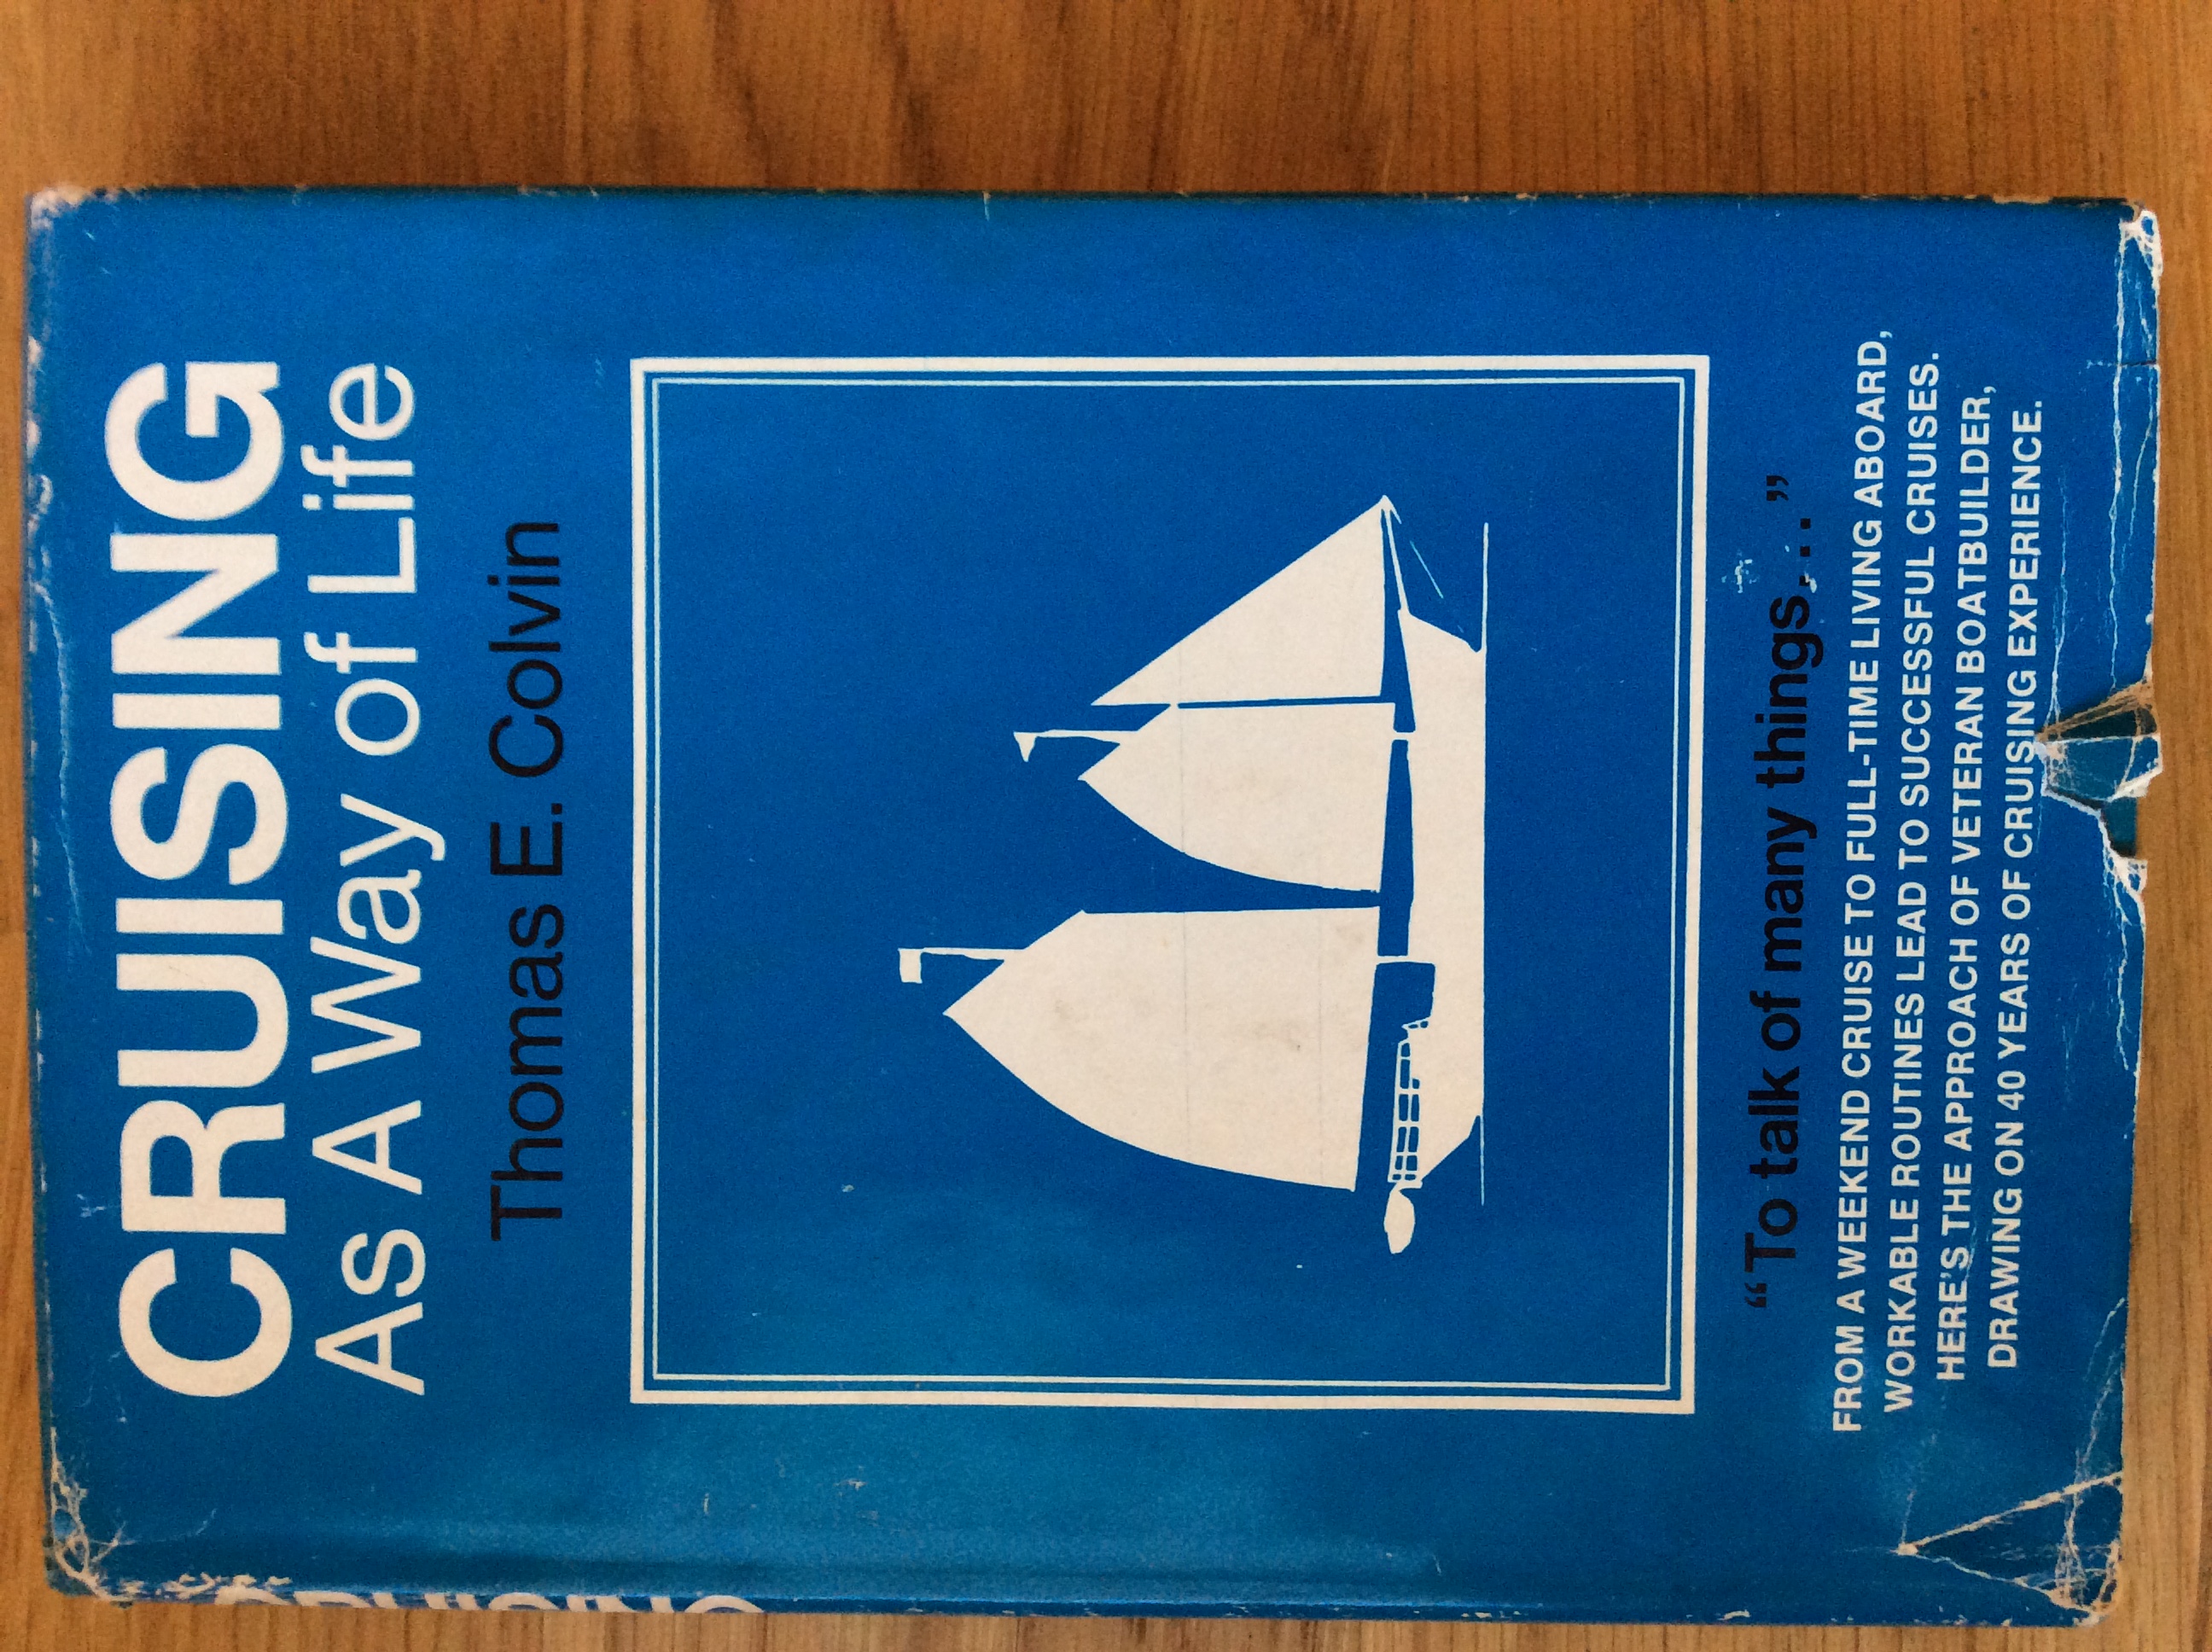 CRUISING
As A Way of Life
Thomas E. Colvin
“To talk of many things....”
FROM A WEEKEND CRUISE TO FULL-TIME LIVING ABOARD,
WORKABLE ROUTINES LEAD TO SUCCESSFUL CRUISES.
HERE'S THE APPROACH OF VETERAN BOATBUILDER,
DRAWING ON 40 YEARS OF CRUISING EXPERIENCE.
CRUISING